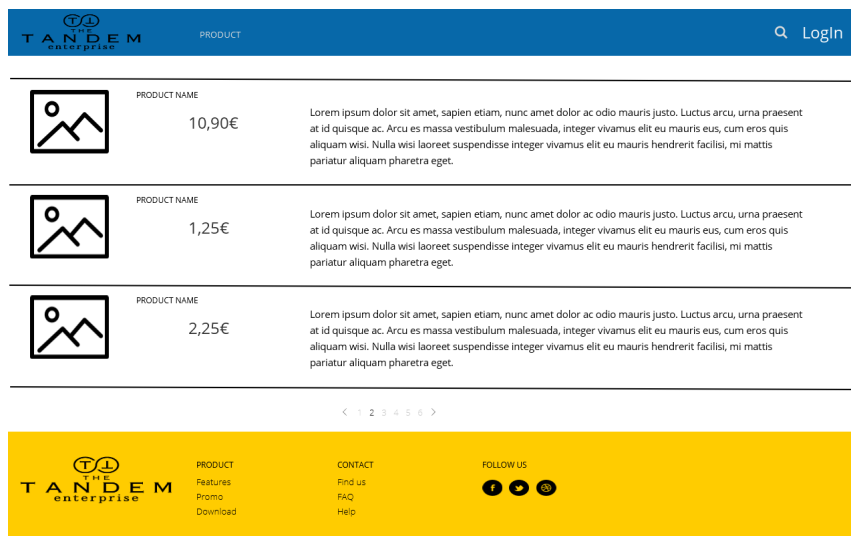 THE
TANDEM
enterprise
PRODUCT
LogIn
PRODUCT NAME
10,90€
Lorem ipsum dolor sit amet, sapien etiam, nunc amet dolor ac odio mauris justo. Luctus arcu, urna praesent
at id quisque ac. Arcu es massa vestibulum malesuada, integer vivamus elit eu mauris eus, cum eros quis
aliquam wisi. Nulla wisi laoreet suspendisse integer vivamus elit eu mauris hendrerit facilisi, mi mattis
pariatur aliquam pharetra eget.
PRODUCT NAME
1,25€
Lorem ipsum dolor sit amet, sapien etiam, nunc amet dolor ac odio mauris justo. Luctus arcu, urna praesent
at id quisque ac. Arcu es massa vestibulum malesuada, integer vivamus elit eu mauris eus, cum eros quis
aliquam wisi. Nulla wisi laoreet suspendisse integer vivamus elit eu mauris hendrerit facilisi, mi mattis
pariatur aliquam pharetra eget.
PRODUCT NAME
2,25€
Lorem ipsum dolor sit amet, sapien etiam, nunc amet dolor ac odio mauris justo. Luctus arcu, urna praesent
at id quisque ac. Arcu es massa vestibulum malesuada, integer vivamus elit eu mauris eus, cum eros quis
aliquam wisi. Nulla wisi laoreet suspendisse integer vivamus elit eu mauris hendrerit facilisi, mi mattis
pariatur aliquam pharetra eget.
< 1 2 3 4 5 6 >
THE
TANDEM
enterprise
PRODUCT
Features
Promo
Download
CONTACT
Find us
FAQ
Help
FOLLOW US